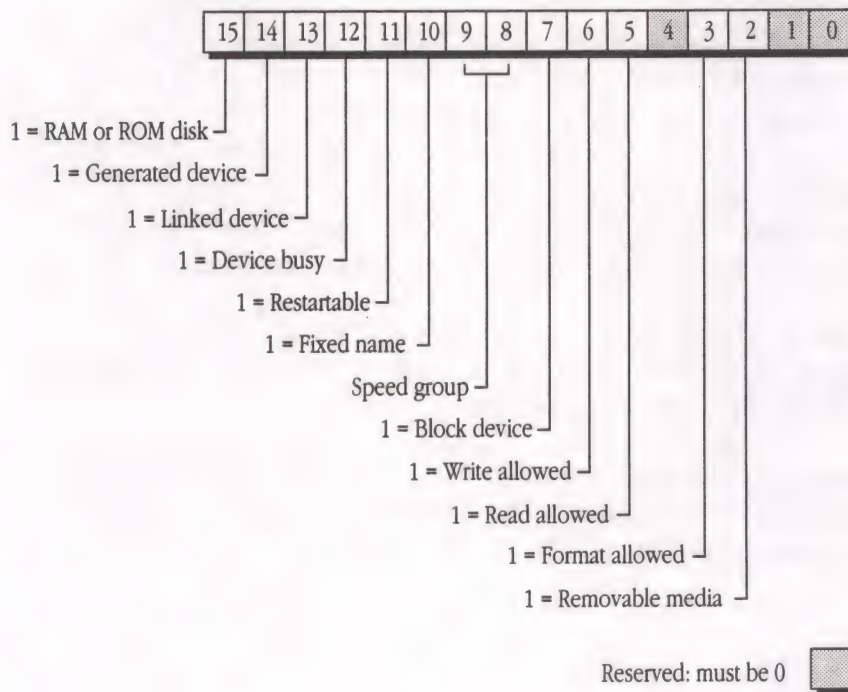 15 14 13 12 11 10 9 8 7 6 5 4 3 2 1 0
1 = RAM or ROM disk
1 = Generated device
1 = Linked device
1 = Device busy
1 = Restartable
1 = Fixed name
Speed group
1 = Block device
1 = Write allowed
1 = Read allowed
1 = Format allowed
1 = Removable media
Reserved: must be 0